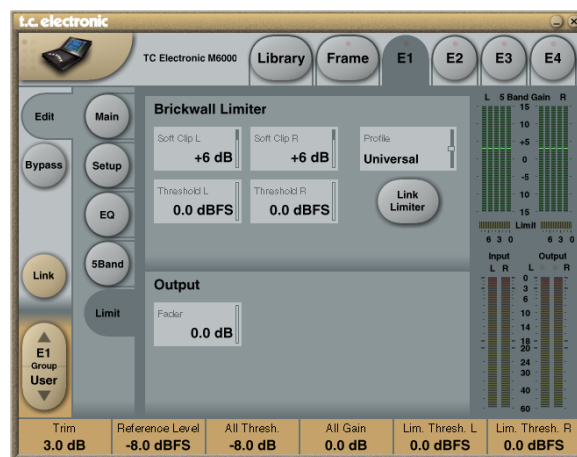 t.c. electronic
TC Electronic M6000
Library
Frame
E1
E2
E3
E4
Edit
Bypass
Link
E1
Group
User
Main
Setup
EQ
5Band
Limit
Brickwall Limiter
Soft Clip L
+6 dB
Soft Clip R
+6 dB
Profile
Universal
Threshold L
0.0 dBFS
Threshold R
0.0 dBFS
Link
Limiter
Output
Fader
0.0 dB
L 5 Band Gain R
15
10
+5
0
-5
10
15
Limit
6 3 0 6 3 0
Input Output
L R L R
0
3
6
10
14
18
20
24
30
40
60
Trim
3.0 dB
Reference Level
-8.0 dBFS
All Thresh.
-8.0 dB
All Gain
0.0 dB
Lim. Thresh. L
0.0 dBFS
Lim. Thresh. R
0.0 dBFS